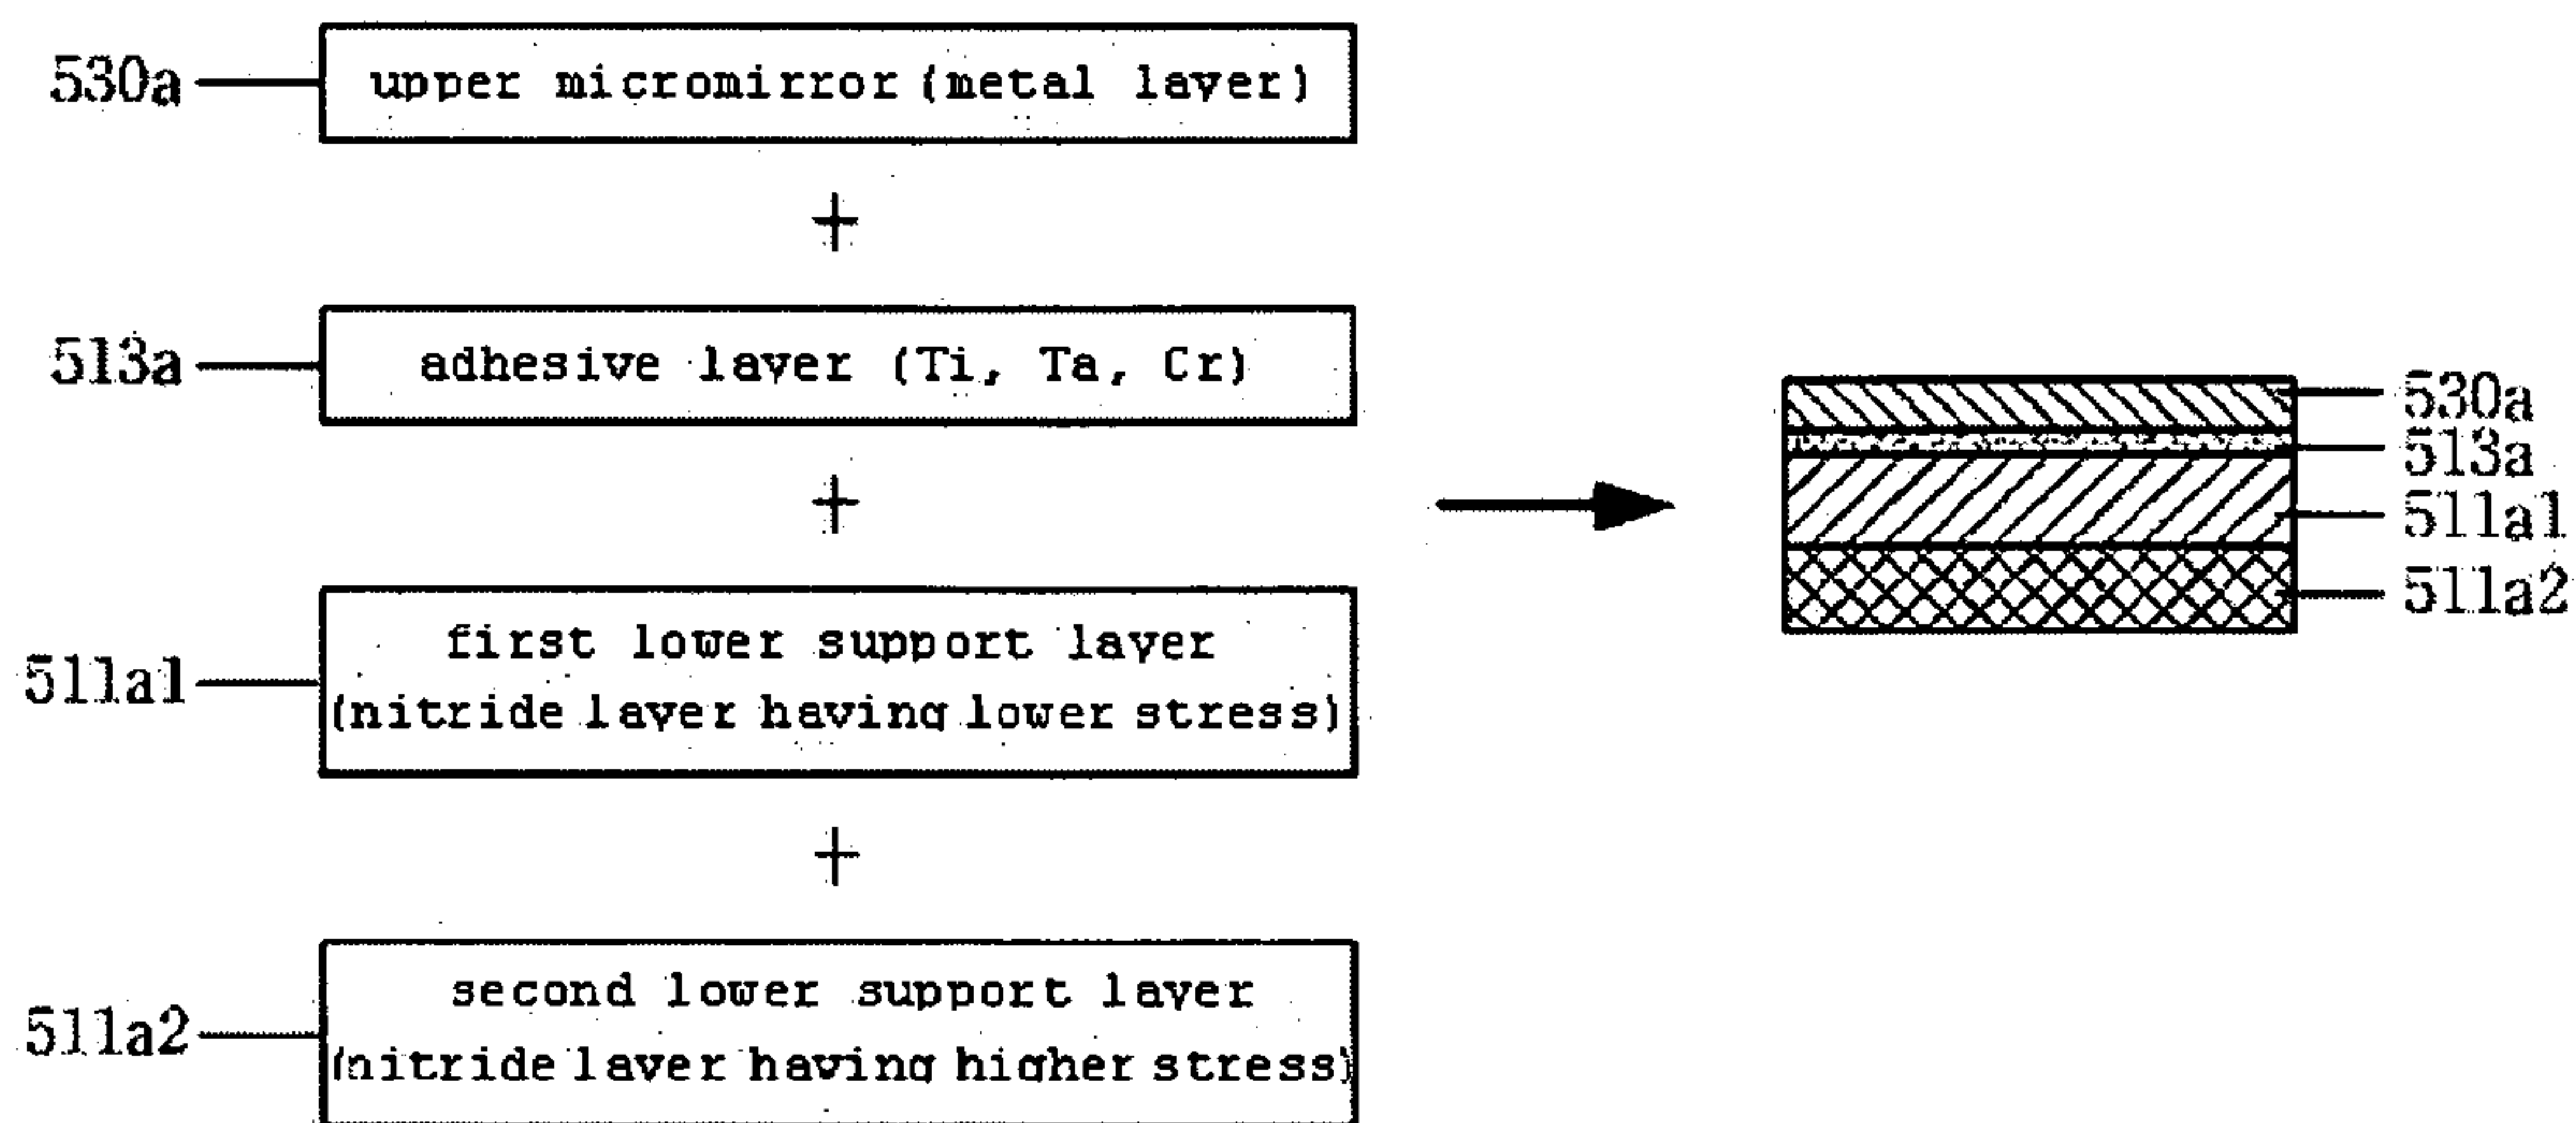 530a
upper micromirror (metal layer)
+
513a
adhesive layer (Ti, Ta, Cr)
+
511a1
first lower support layer
(nitride layer having lower stress)
+
511a2
second lower support layer
(nitride layer having higher stress)
530a
513a
511a1
511a2